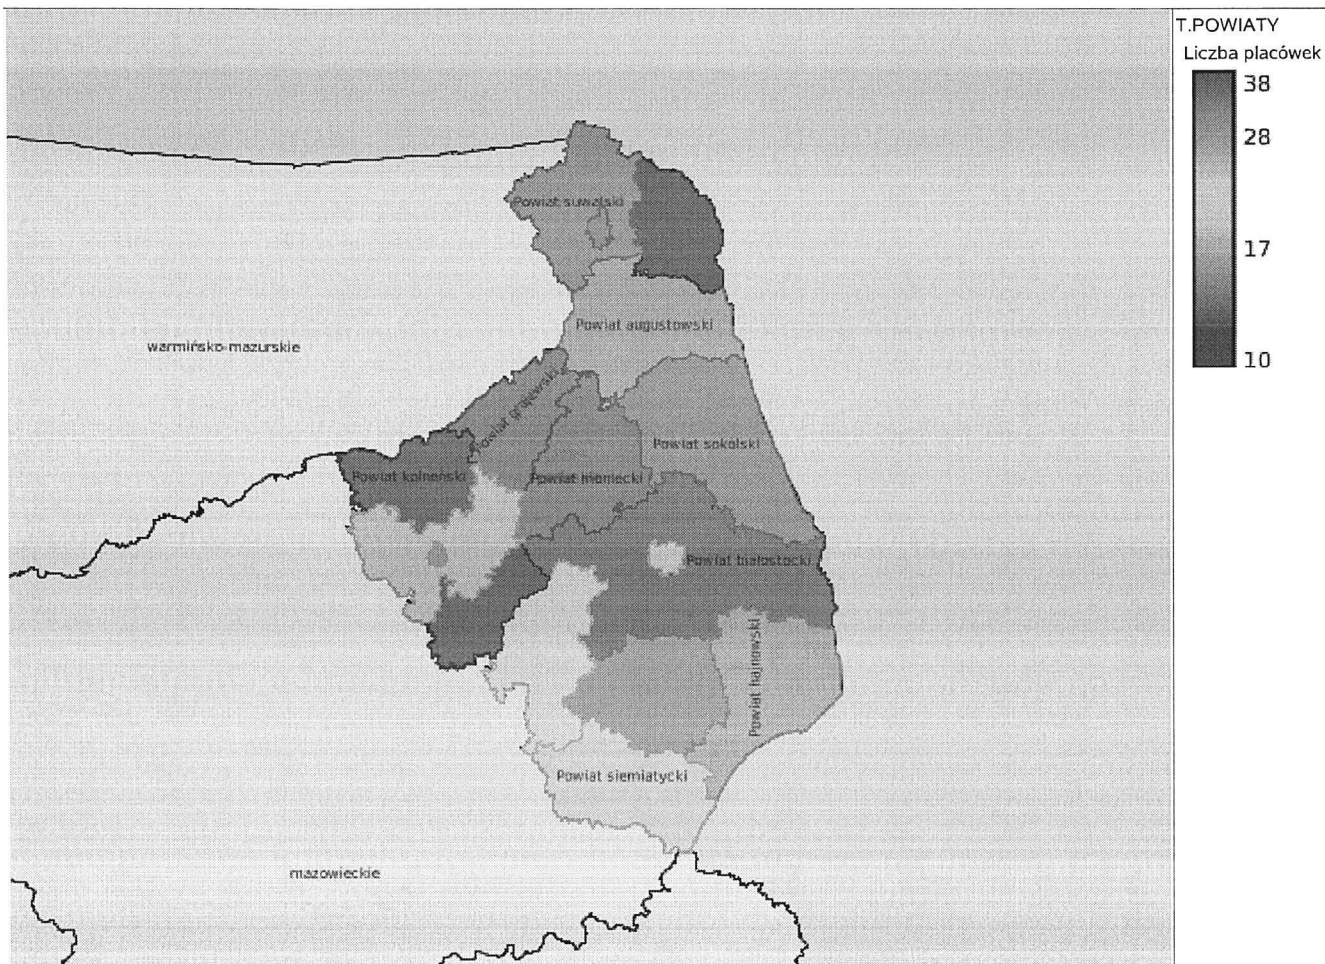 T.POWIATY
Liczba placówek
38
28
17
10
Powiat suwalski
Powiat augustowski
warmińsko-mazurskie
Powiat grajewski
Powiat sokólski
Powiat kolneński
Powiat moniecki
Powiat białostocki
Powiat hajnowski
Powiat siemiatycki
mazowieckie